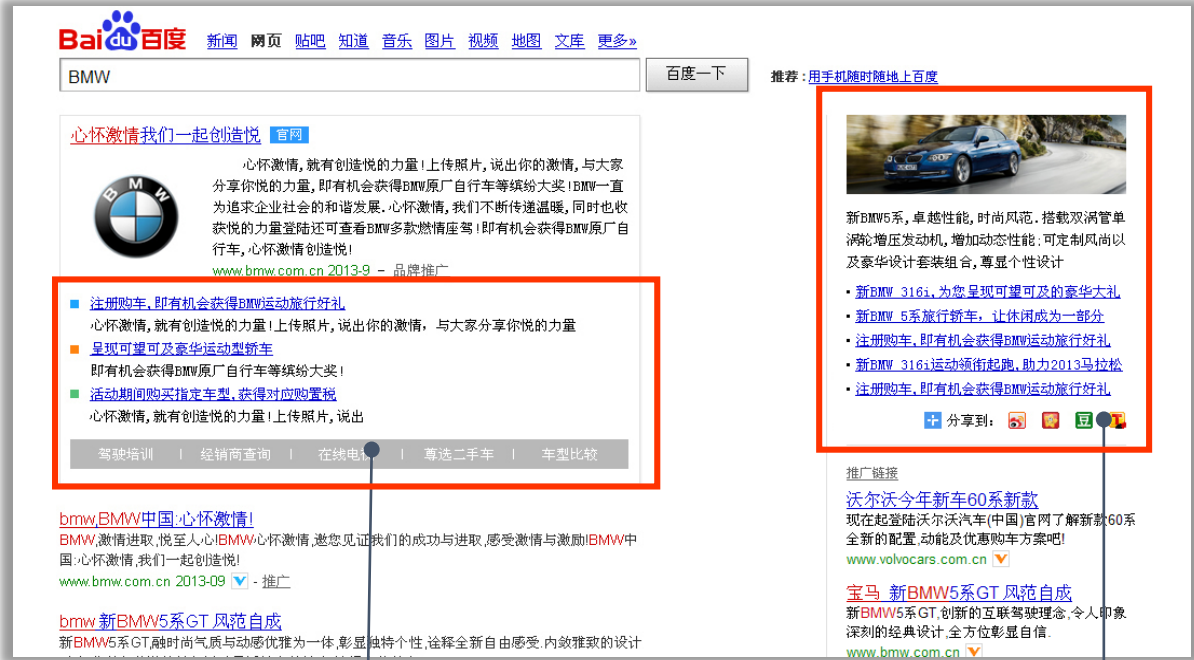 Bai du 百度 新闻 网页 贴吧 知道 音乐 图片 视频 地图 文库 更多»
BMW 百度一下 推荐：用手机随时随地上百度
心怀激情我们一起创造悦 官网
BMW
心怀激情，就有创造悦的力量！上传照片，说出你的激情，与大家
分享你悦的力量，即有机会获得BMW原厂自行车等缤纷大奖！BMW一直
为追求企业社会的和谐发展．心怀激情，我们不断传递温暖，同时也收
获悦的力量登陆还可查看BMW多款燃情座驾！即有机会获得BMW原厂自
行车，心怀激情创造悦！
www.bmw.com.cn 2013-9 - 品牌推广
注册购车，即有机会获得BMW运动旅行好礼
心怀激情，就有创造悦的力量！上传照片，说出你的激情，与大家分享你悦的力量
呈现可望可及豪华运动型轿车
即有机会获得BMW原厂自行车等缤纷大奖！
活动期间购买指定车型，获得对应购置税
心怀激情，就有创造悦的力量！上传照片，说出
驾驶培训 | 经销商查询 | 在线电 | 尊选二手车 | 车型比较
bmw,BMW中国:心怀激情!
BMW,激情进取,悦至人心!BMW心怀激情,邀您见证我们的成功与进取,感受激情与激励!BMW中
国:心怀激情,我们一起创造悦!
www.bmw.com.cn 2013-09 - 推广
bmw 新BMW5系GT 风范自成
新BMW5系GT,融时尚气质与动感优雅为一体,彰显独特个性,诠释全新自由感受.内敛雅致的设计
新BMW5系，卓越性能，时尚风范．搭载双涡管单
涡轮增压发动机，增加动态性能；可定制风尚以
及豪华设计套装组合，尊显个性设计
· 新BMW 316i，为您呈现可望可及的豪华大礼
· 新BMW 5系旅行轿车，让休闲成为一部分
· 注册购车，即有机会获得BMW运动旅行好礼
· 新BMW 316i运动领衔起跑，助力2013马拉松
· 注册购车，即有机会获得BMW运动旅行好礼
分享到： 豆
推广链接
沃尔沃今年新车60系新款
现在起登陆沃尔沃汽车(中国)官网了解新款60系
全新的配置,动能及优惠购车方案吧!
www.volvocars.com.cn
宝马 新BMW5系GT 风范自成
新BMW5系GT,创新的互联驾驶理念,令人印象
深刻的经典设计,全方位彰显自信.
www.bmw.com.cn